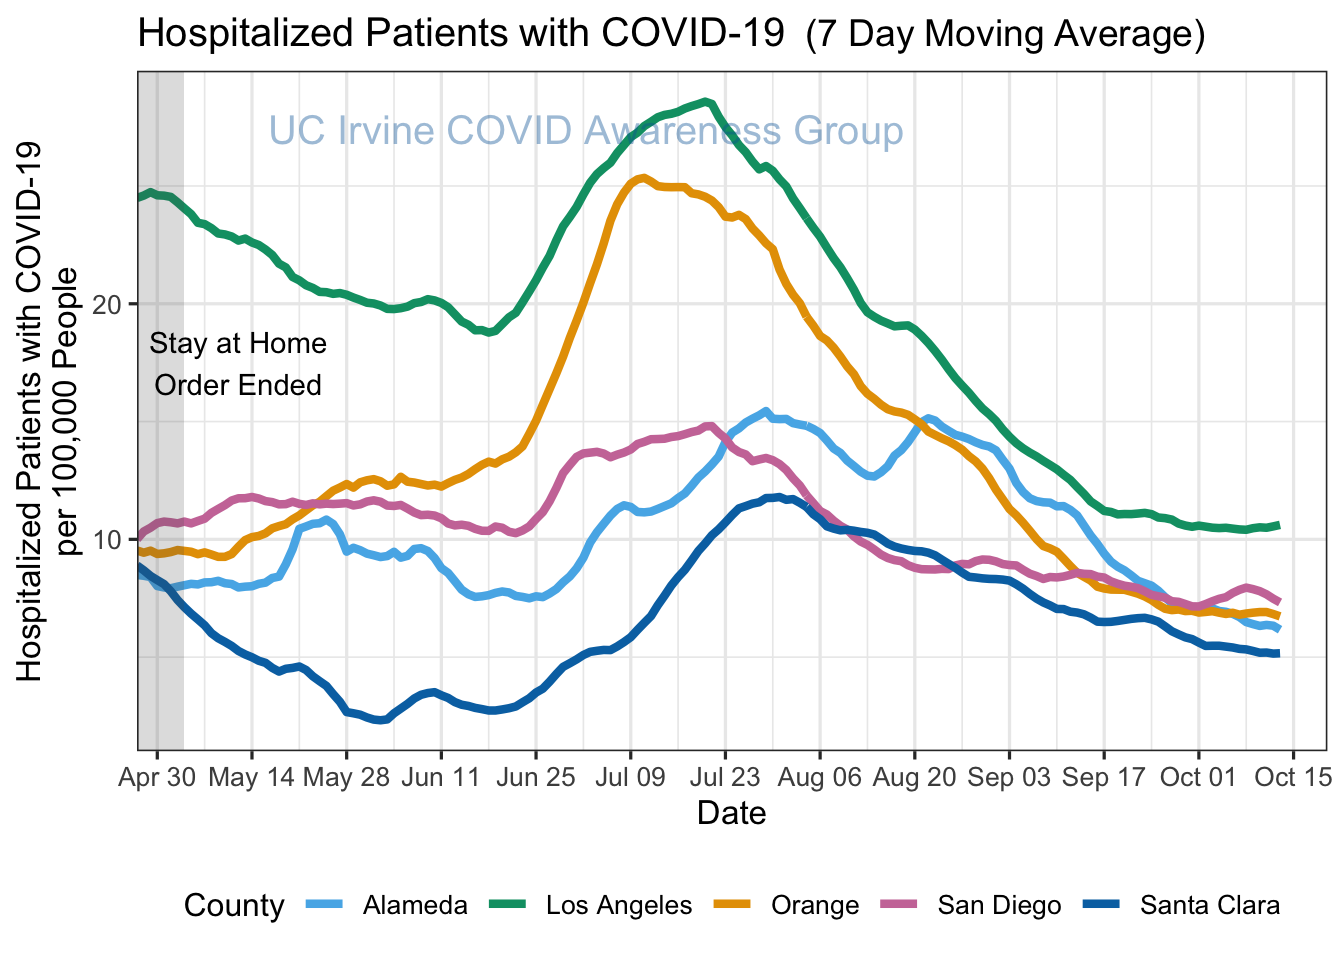 Hospitalized Patients with COVID-19 (7 Day Moving Average)
UC Irvine COVID Awareness Group
Hospitalized Patients with COVID-19
per 100,000 People
20
10
Stay at Home
Order Ended
Apr 30 May 14 May 28 Jun 11 Jun 25 Jul 09 Jul 23 Aug 06 Aug 20 Sep 03 Sep 17 Oct 01 Oct 15
Date
County Alameda Los Angeles Orange San Diego Santa Clara